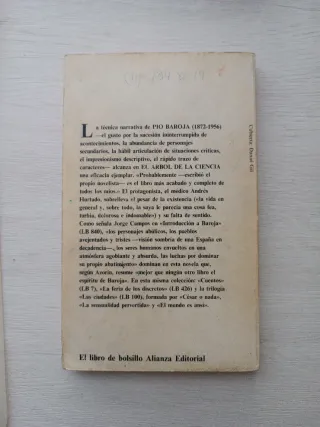 La técnica narrativa de PIO BAROJA (1872-1956)
—el gusto por la sucesión ininterrumpida de
acontecimientos, la abundancia de personajes
secundarios, la hábil articulación de situaciones críticas,
el impresionismo descriptivo, el rápido trazo de
caracteres— alcanza en EL ARBOL DE LA CIENCIA
una eficacia ejemplar. «Probablemente —escribió el
propio novelista— es el libro más acabado y completo de
todos los míos.» El protagonista, el médico Andrés
Hurtado, sobrelleva el pesar de la existencia («la vida en
general y, sobre todo, la suya le parecía una cosa fea,
turbia, dolorosa e indomable») y su falta de sentido.
Como señala Jorge Campos en «Introducción a Baroja»
(LB 840), «los personajes abúlicos, los pueblos
avejentados y tristes —visión sombría de una España en
decadencia—, los seres humanos envueltos en una
atmósfera agobiante y absurda, las luchas por dominar
su propio abatimiento» dominan en esta novela que,
según Azorín, resume «mejor que ningún otro libro el
espíritu de Baroja». En esta misma colección: «Cuentos»
(LB 7), «La feria de los discretos» (LB 426) y la trilogía
«Las ciudades» (LB 100), formada por «César o nada»,
«La sensualidad pervertida» y «El mundo es ansí».
El libro de bolsillo Alianza Editorial
Cubierta: Daniel Gil